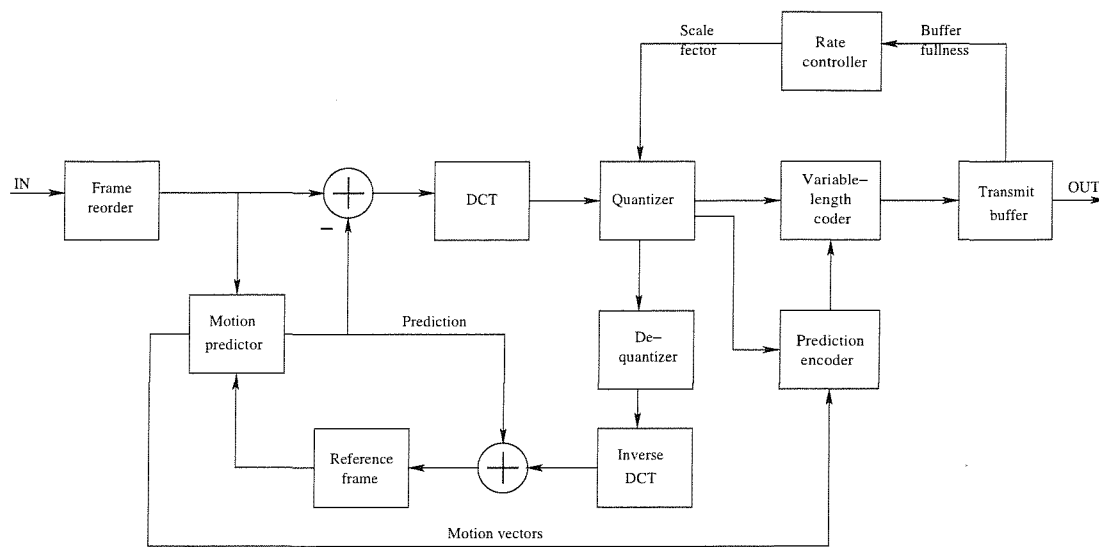 Scale
fector
Rate
controller
Buffer
fullness
IN
Frame
reorder
DCT
Quantizer
Variable-
length
coder
Transmit
buffer
OUT
Motion
predictor
Prediction
De-
quantizer
Prediction
encoder
Reference
frame
Inverse
DCT
Motion vectors